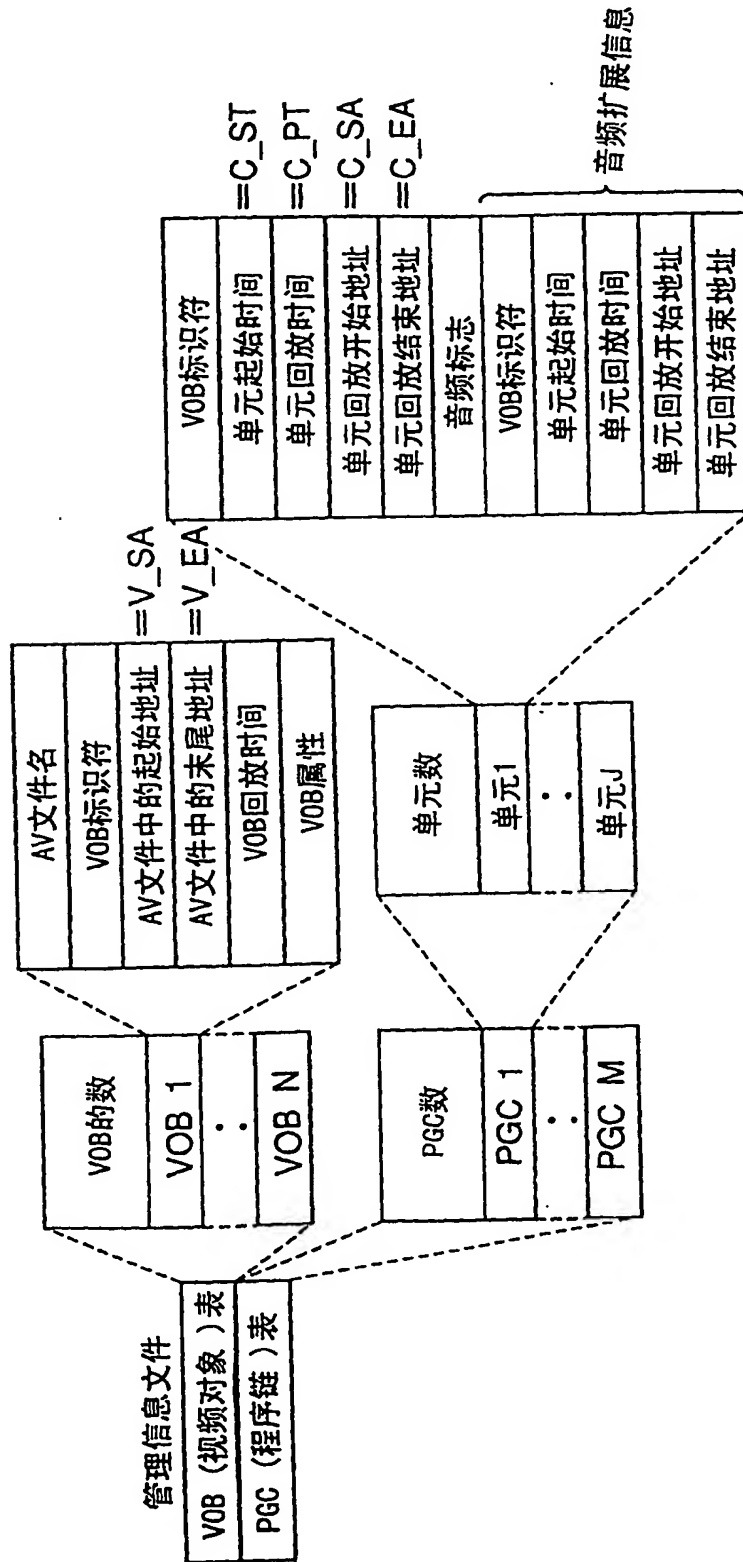 管理信息文件
VOB (视频对象)表
PGC (程序链)表
VOB的数
VOB 1
VOB N
AV文件名
VOB标识符
AV文件中的起始地址 =V_SA
AV文件中的末尾地址 =V_EA
VOB回放时间
VOB属性
PGC数
PGC 1
PGC M
单元数
单元1
单元J
VOB标识符
单元起始时间 =C_ST
单元回放时间 =C_PT
单元回放开始地址 =C_SA
单元回放结束地址 =C_EA
音频标志
VOB标识符
单元起始时间
单元回放时间
单元回放开始地址
单元回放结束地址
音频扩展信息